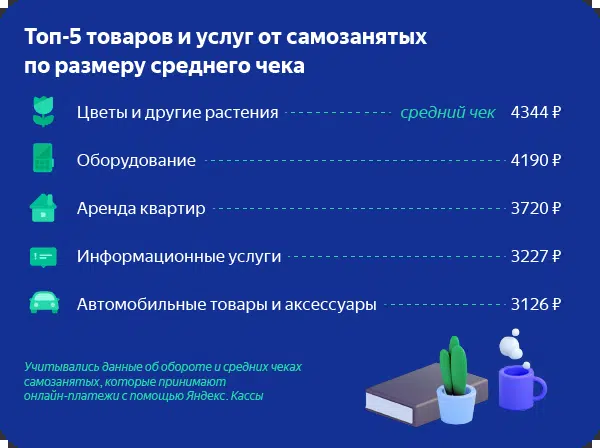 Топ-5 товаров и услуг от самозанятых
по размеру среднего чека
Цветы и другие растения средний чек 4344 ₽
Оборудование 4190 ₽
Аренда квартир 3720 ₽
Информационные услуги 3227 ₽
Автомобильные товары и аксессуары 3126 ₽
Учитывались данные об обороте и средних чеках
самозанятых, которые принимают
онлайн-платежи с помощью Яндекс. Кассы